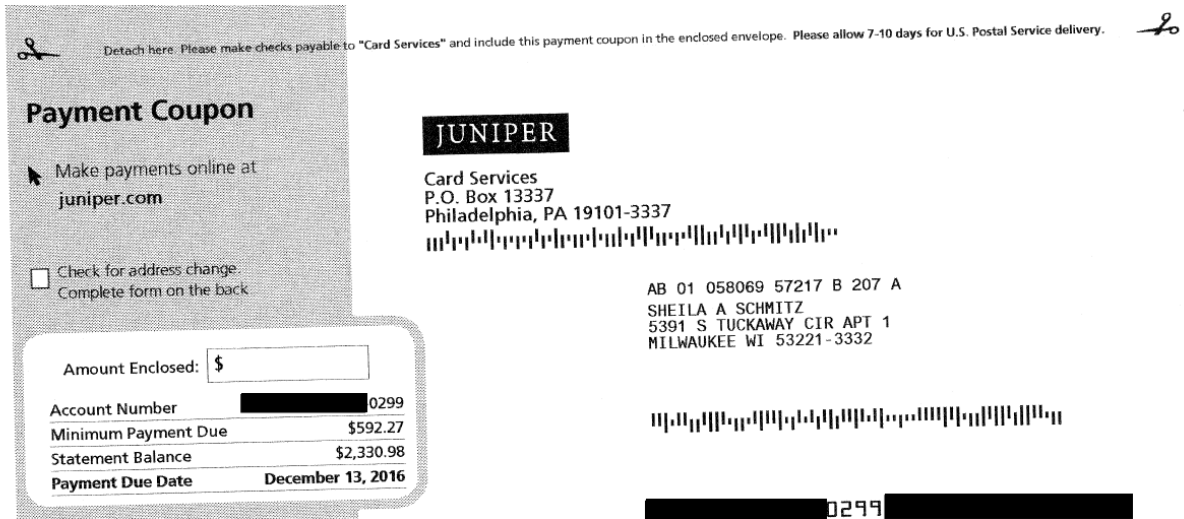 Detach here. Please make checks payable to "Card Services" and include this payment coupon in the enclosed envelope. Please allow 7-10 days for U.S. Postal Service delivery.
Payment Coupon
Make payments online at
juniper.com
Check for address change.
Complete form on the back
Amount Enclosed: $
Account Number 0299
Minimum Payment Due $592.27
Statement Balance $2,330.98
Payment Due Date December 13, 2016
JUNIPER
Card Services
P.O. Box 13337
Philadelphia, PA 19101-3337
AB 01 058069 57217 B 207 A
SHEILA A SCHMITZ
5391 S TUCKAWAY CIR APT 1
MILWAUKEE WI 53221-3332
0299